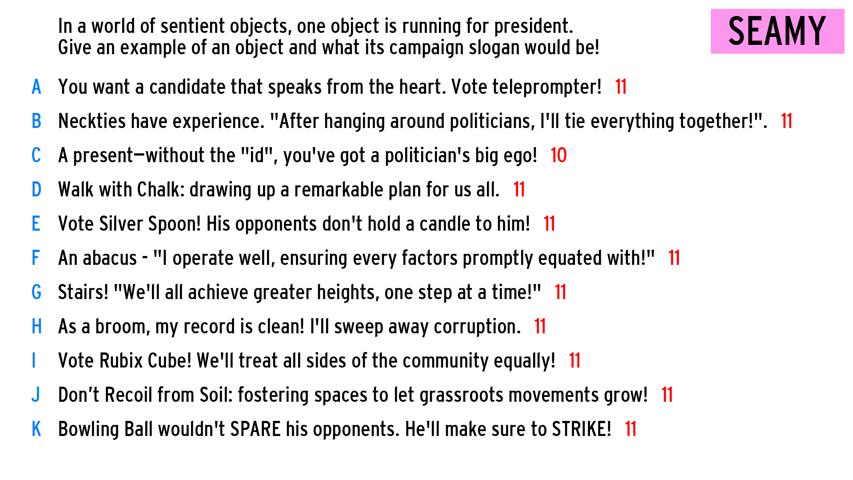 In a world of sentient objects, one object is running for president.
Give an example of an object and what its campaign slogan would be!
SEAMY
A You want a candidate that speaks from the heart. Vote teleprompter! 11
B Neckties have experience. "After hanging around politicians, I'll tie everything together!". 11
C A present—without the "id", you've got a politician's big ego! 10
D Walk with Chalk: drawing up a remarkable plan for us all. 11
E Vote Silver Spoon! His opponents don't hold a candle to him! 11
F An abacus - "I operate well, ensuring every factors promptly equated with!" 11
G Stairs! "We'll all achieve greater heights, one step at a time!" 11
H As a broom, my record is clean! I'll sweep away corruption. 11
I Vote Rubix Cube! We'll treat all sides of the community equally! 11
J Don’t Recoil from Soil: fostering spaces to let grassroots movements grow! 11
K Bowling Ball wouldn't SPARE his opponents. He'll make sure to STRIKE! 11